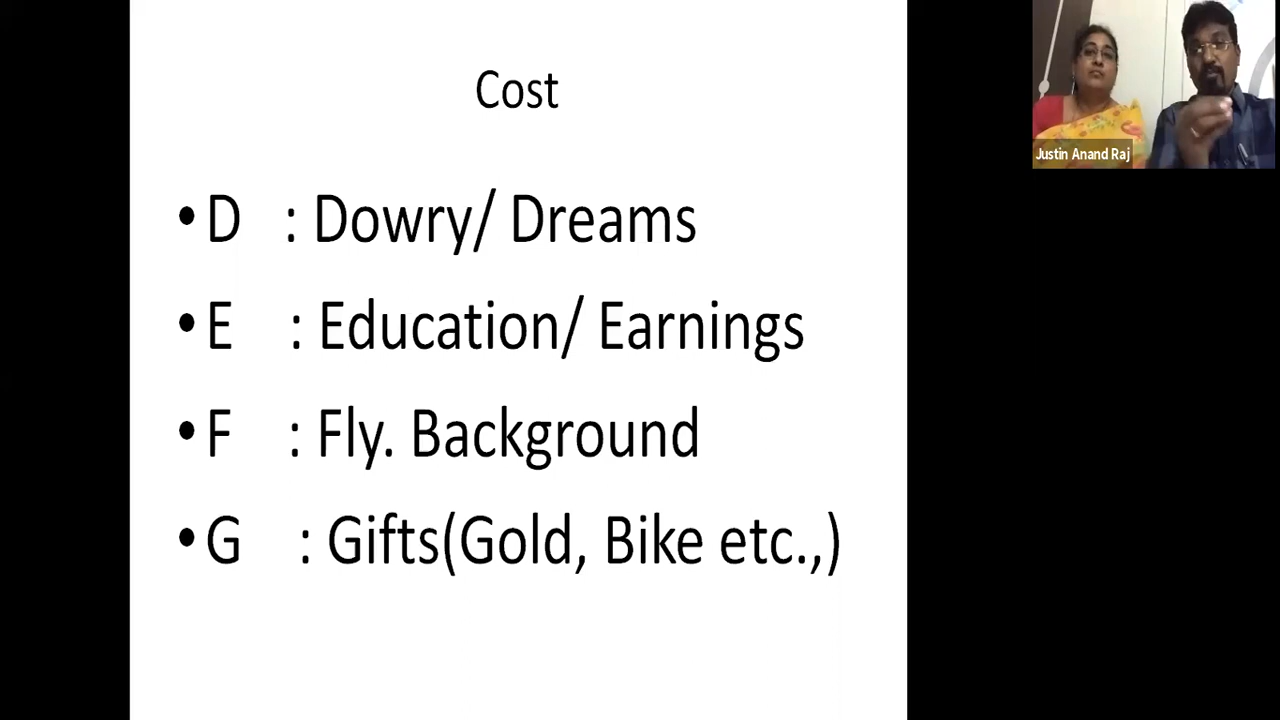 Cost
•D : Dowry/ Dreams
•E : Education/ Earnings
•F : Fly. Background
•G : Gifts(Gold, Bike etc.,)
Justin Anand Raj